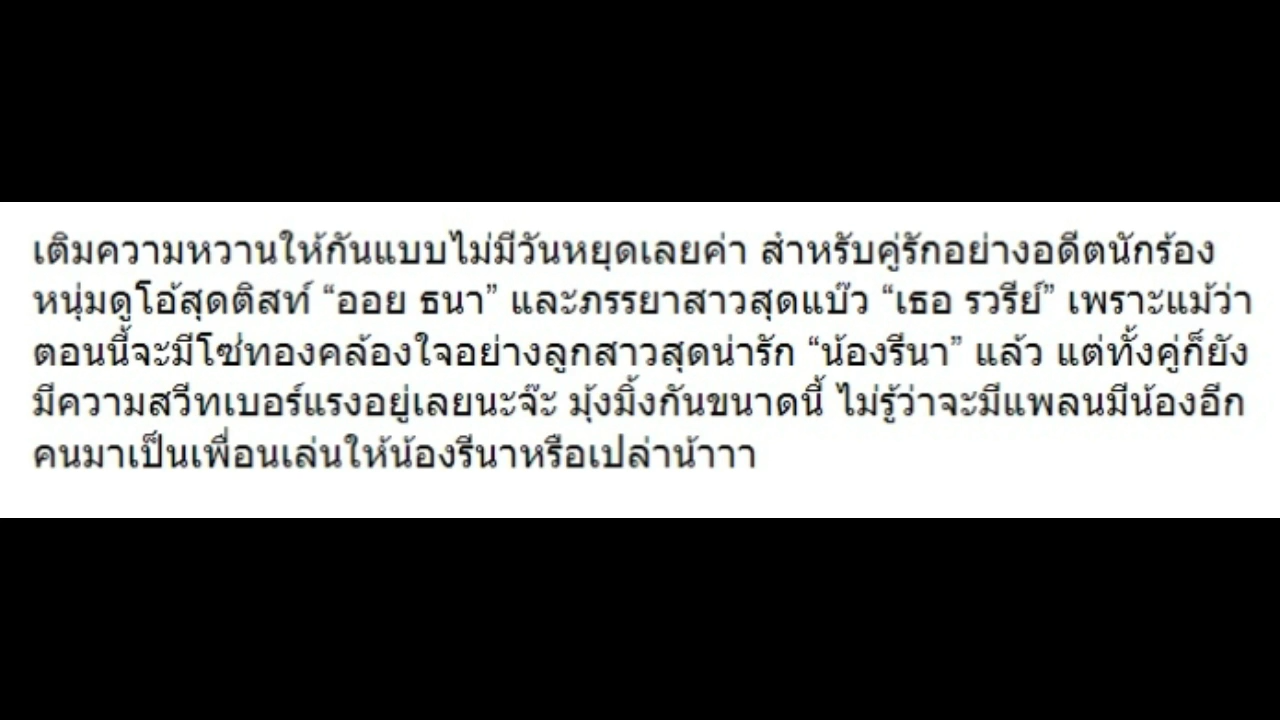 เติมความหวานให้กันแบบไม่มีวันหยุดเลยค่า สำหรับคู่รักอย่างอดีตนักร้อง
หนุ่มดูโอ้สุดติสท์ “ออย ธนา” และภรรยาสาวสุดแบ๊ว “เธอ รวรีย์” เพราะแม้ว่า
ตอนนี้จะมีโซ่ทองคล้องใจอย่างลูกสาวสุดน่ารัก “น้องรีนา” แล้ว แต่ทั้งคู่ก็ยัง
มีความสวีทเบอร์แรงอยู่เลยนะจ๊ะ มุ้งมิ้งกันขนาดนี้ ไม่รู้ว่าจะมีแพลนมีน้องอีก
คนมาเป็นเพื่อนเล่นให้น้องรีนาหรือเปล่าน้าาา